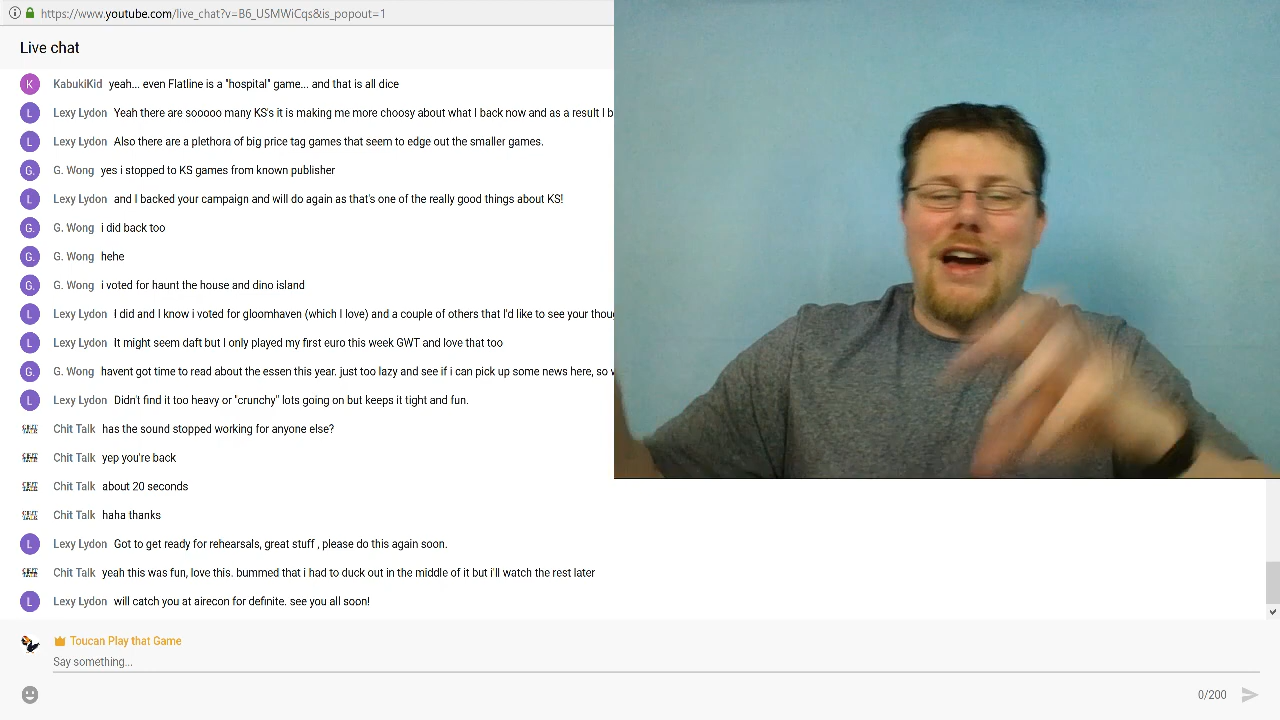 https://www.youtube.com/live_chat?v=B6_USMWiCqs&is_popout=1
Live chat
K KabukiKid yeah... even Flatline is a "hospital" game... and that is all dice
L Lexy Lydon Yeah there are sooooo many KS's it is making me more choosy about what I back now and as a result I b
L Lexy Lydon Also there are a plethora of big price tag games that seem to edge out the smaller games.
G. G. Wong yes i stopped to KS games from known publisher
L Lexy Lydon and I backed your campaign and will do again as that's one of the really good things about KS!
G. G. Wong i did back too
G. G. Wong hehe
G. G. Wong i voted for haunt the house and dino island
L Lexy Lydon I did and I know i voted for gloomhaven (which I love) and a couple of others that I'd like to see your thou
L Lexy Lydon It might seem daft but I only played my first euro this week GWT and love that too
G. G. Wong havent got time to read about the essen this year. just too lazy and see if i can pick up some news here, so
L Lexy Lydon Didn't find it too heavy or "crunchy" lots going on but keeps it tight and fun.
Chit Talk has the sound stopped working for anyone else?
Chit Talk yep you're back
Chit Talk about 20 seconds
Chit Talk haha thanks
L Lexy Lydon Got to get ready for rehearsals, great stuff , please do this again soon.
Chit Talk yeah this was fun, love this. bummed that i had to duck out in the middle of it but i'll watch the rest later
L Lexy Lydon will catch you at airecon for definite. see you all soon!
Toucan Play that Game
Say something...
0/200